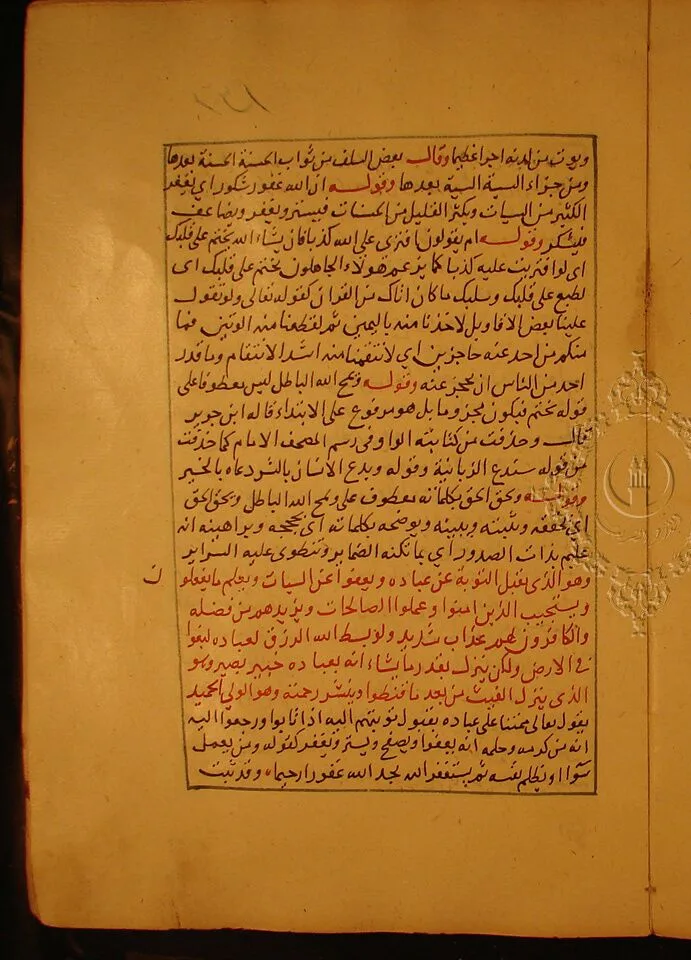 ويوت من لدنه اجرا عظيما وقال بعض السلف من ثواب الحسنة الحسنة بعدها
ومن جزاء السية السية بعدها وقوله ان الله غفور شكور اي يغفر
الكثير من السيات ويكثر القليل من الحسنات فيستر ويغفر ويضاعف
فيشكر وقوله ام يقولون افترى على الله كذبا فان يشاء الله يختم على قلبك
اي لو افتريت عليه كذبا كما يزعم هولاء الجاهلون يختم على قلبك اي
لطبع على قلبك وسلبك ما كان اتاك من القران كقوله تعالى ولو تقول
علينا بعض الاقاويل لاخذنا منه باليمين ثم لقطعنا منه الوتين فما
منكم من احد عنه حاجزين اي لانتقمنا منه اشد الانتقام وما قدر
احد من الناس ان يحجز عنه وقوله ويمح الله الباطل ليس معطوفا على
قوله يختم فيكون مجزوما بل هو مرفوع على الابتداء قاله ابن جرير
قال وحذفت من كتابته الواو في رسم المصحف الامام كما حذفت
من قوله سندع الزبانية وقوله ويدع الانسان بالشر دعاه بالخير
وقوله ويحق الحق بكلماته معطوف على ويمح الله الباطل ويحق الحق
اي يحققه ويثبته ويبينه ويوضحه بكلماته اي بحججه وبراهينه انه
عليم بذات الصدور اي بما تكنه الضماير وتنطوي عليه السراير
وهو الذي يقبل التوبة عن عباده ويعفوا عن السيات ويعلم ما يفعلو
ن
ويستجيب الذين امنوا وعملوا الصالحات ويزيدهم من فضله
والكافرون لهم عذاب شديد ولو بسط الله الرزق لعباده لبغوا
في الارض ولكن ينزل بقدر ما يشاء انه بعباده خبير بصير وهو
الذي ينزل الغيث من بعد ما قنطوا وينشر رحمته وهو الولي الحميد
يقول تعالى ممتنا على عباده بقبول توبتهم اليه اذا تابوا ورجعوا اليه
انه من كرمه وحلمه انه يعفوا ويصفح ويستر ويغفر كقوله ومن يعمل
سوا او يظلم نفسه ثم يستغفر الله يجد الله غفورا رحيما وقد ثبت